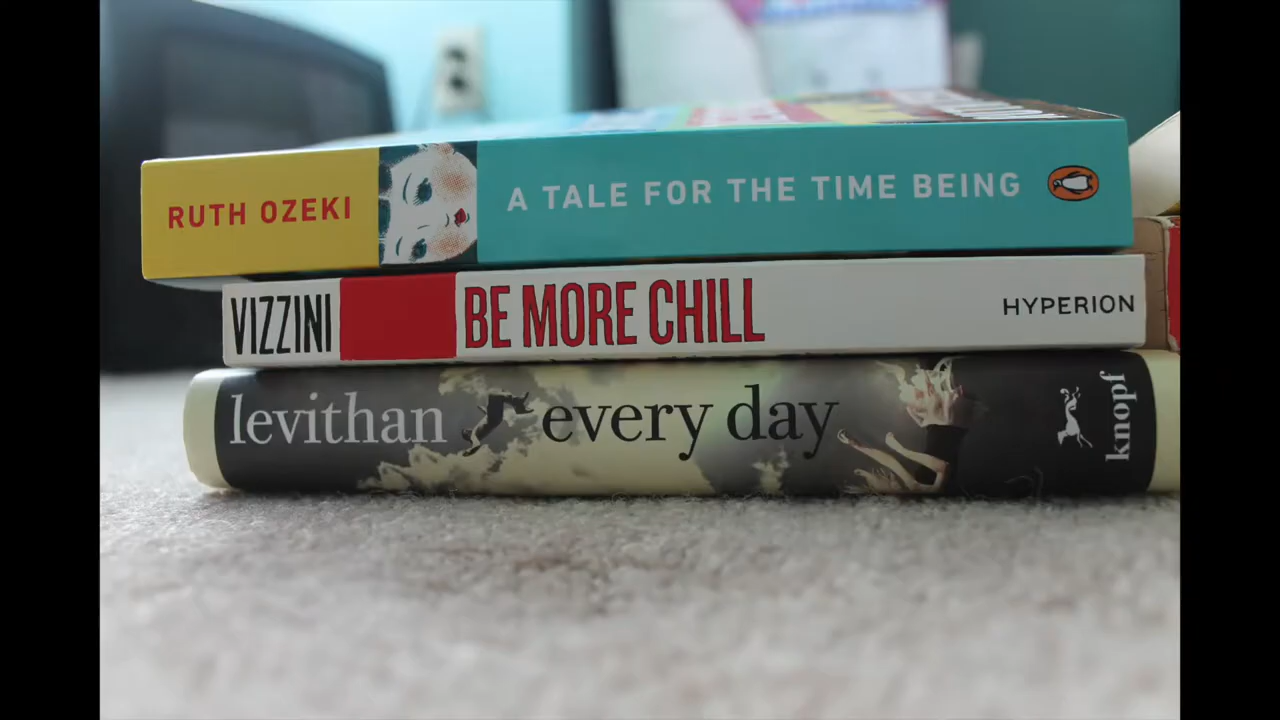 RUTH OZEKI A TALE FOR THE TIME BEING
VIZZINI BE MORE CHILL HYPERION
levithan every day knopf